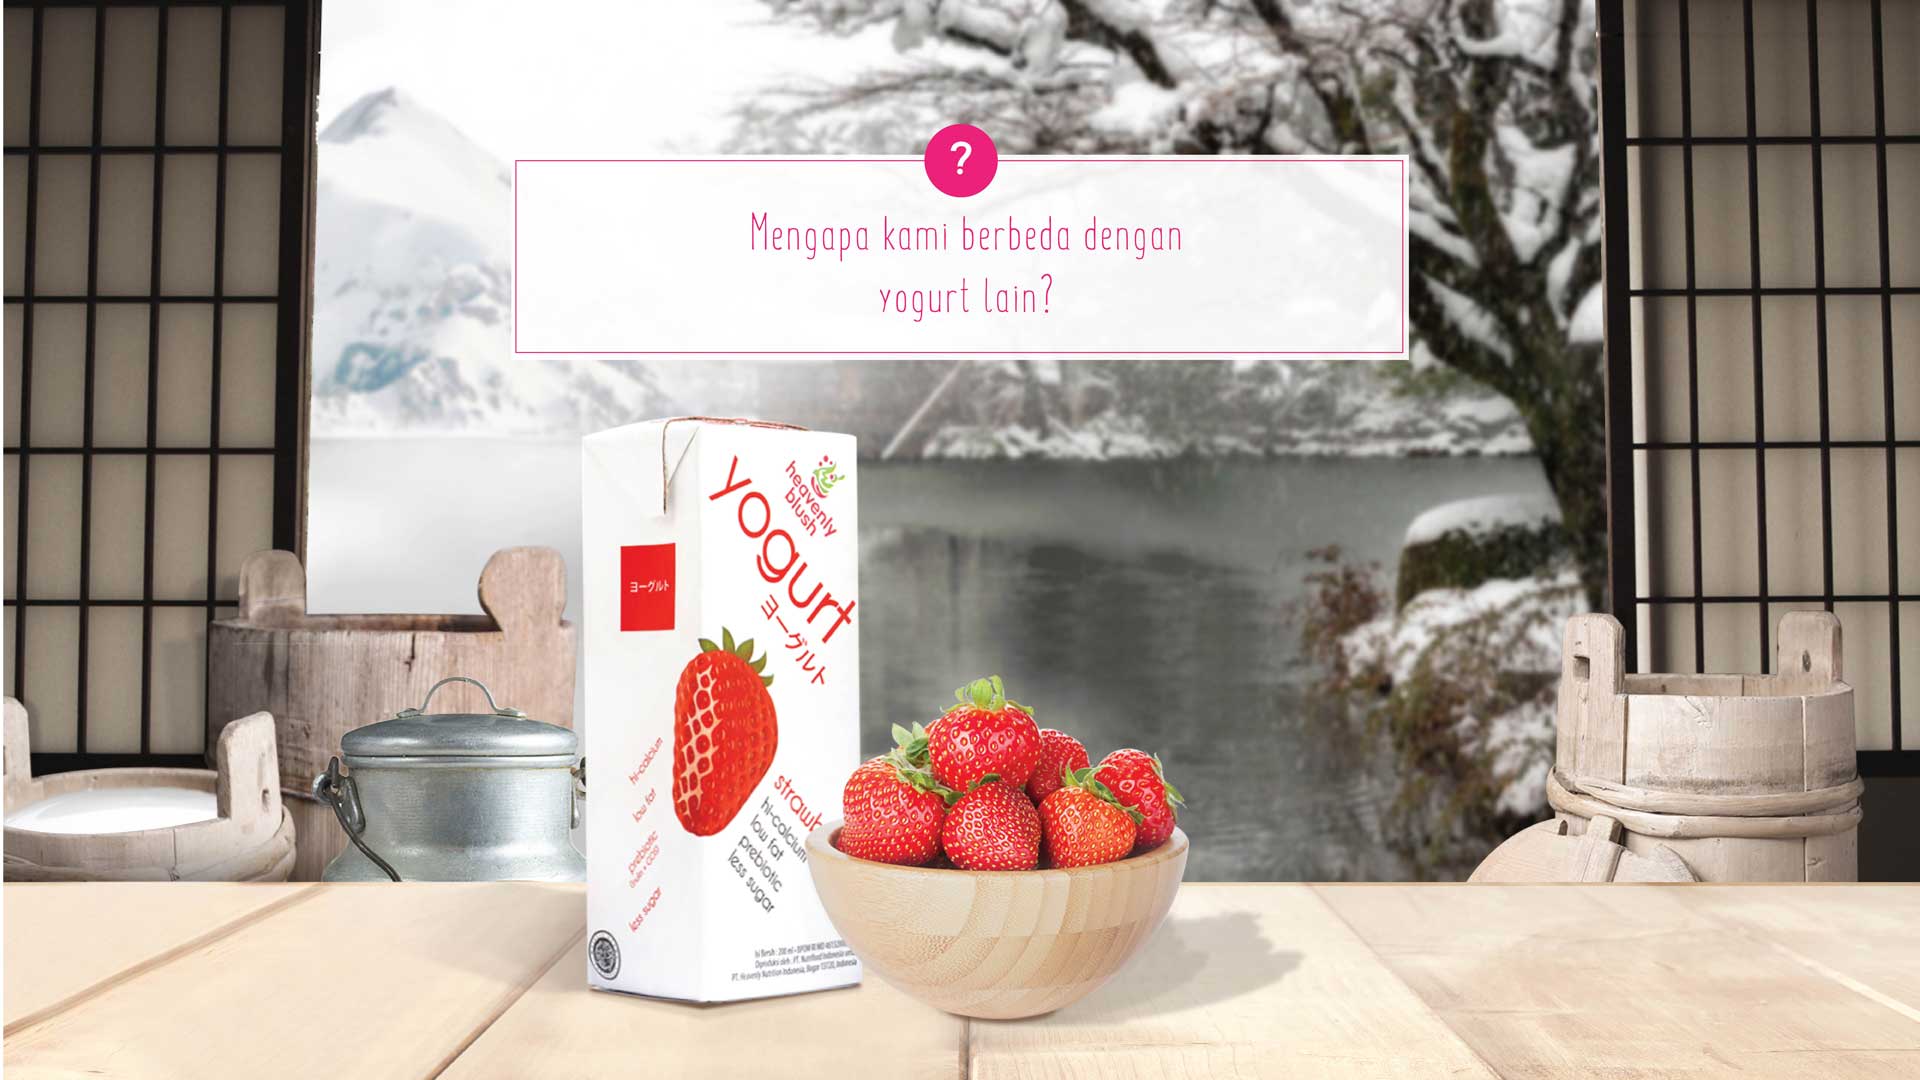 ?
Mengapa kami berbeda dengan
yogurt lain?
heavenly
blush
yogurt
ヨーグルト
ヨーグルト
hi-calcium
low fat
prebiotic
less sugar
hi-calcium
low fat
prebiotic
less sugar